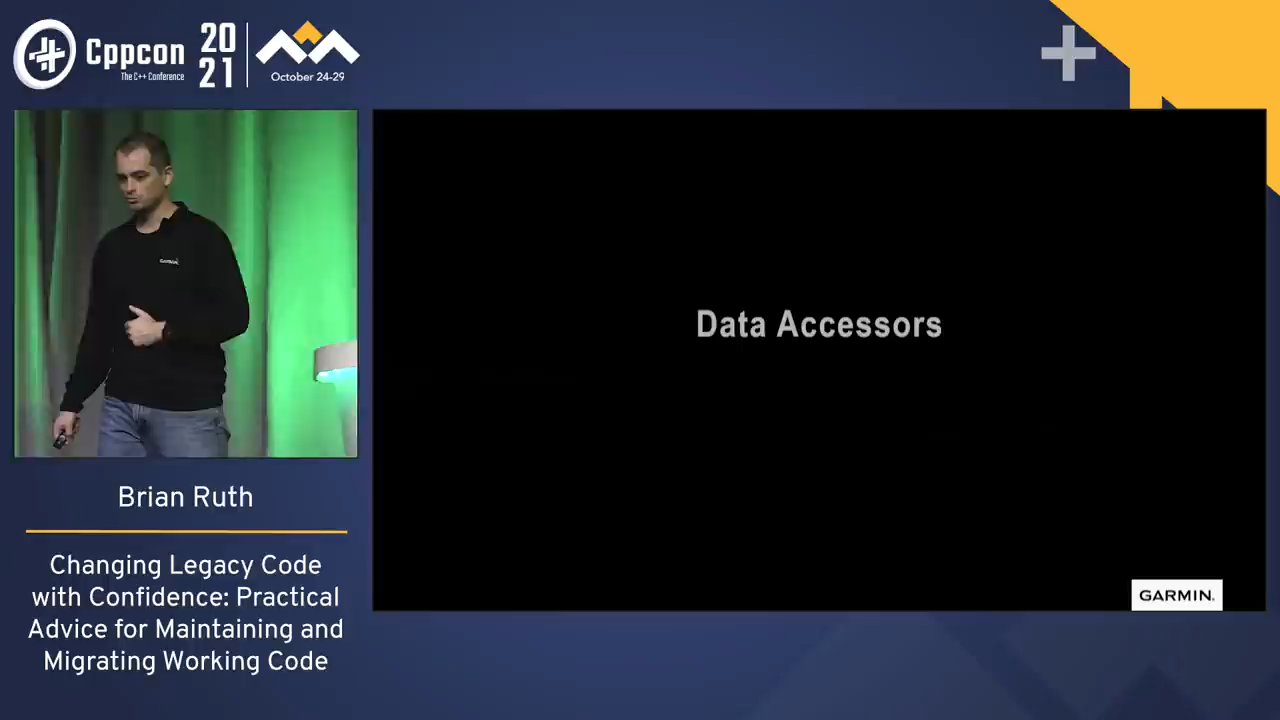 Cppcon
The C++ Conference
20
21
October 24-29
GARMIN
Data Accessors
GARMIN.
Brian Ruth
Changing Legacy Code
with Confidence: Practical
Advice for Maintaining and
Migrating Working Code